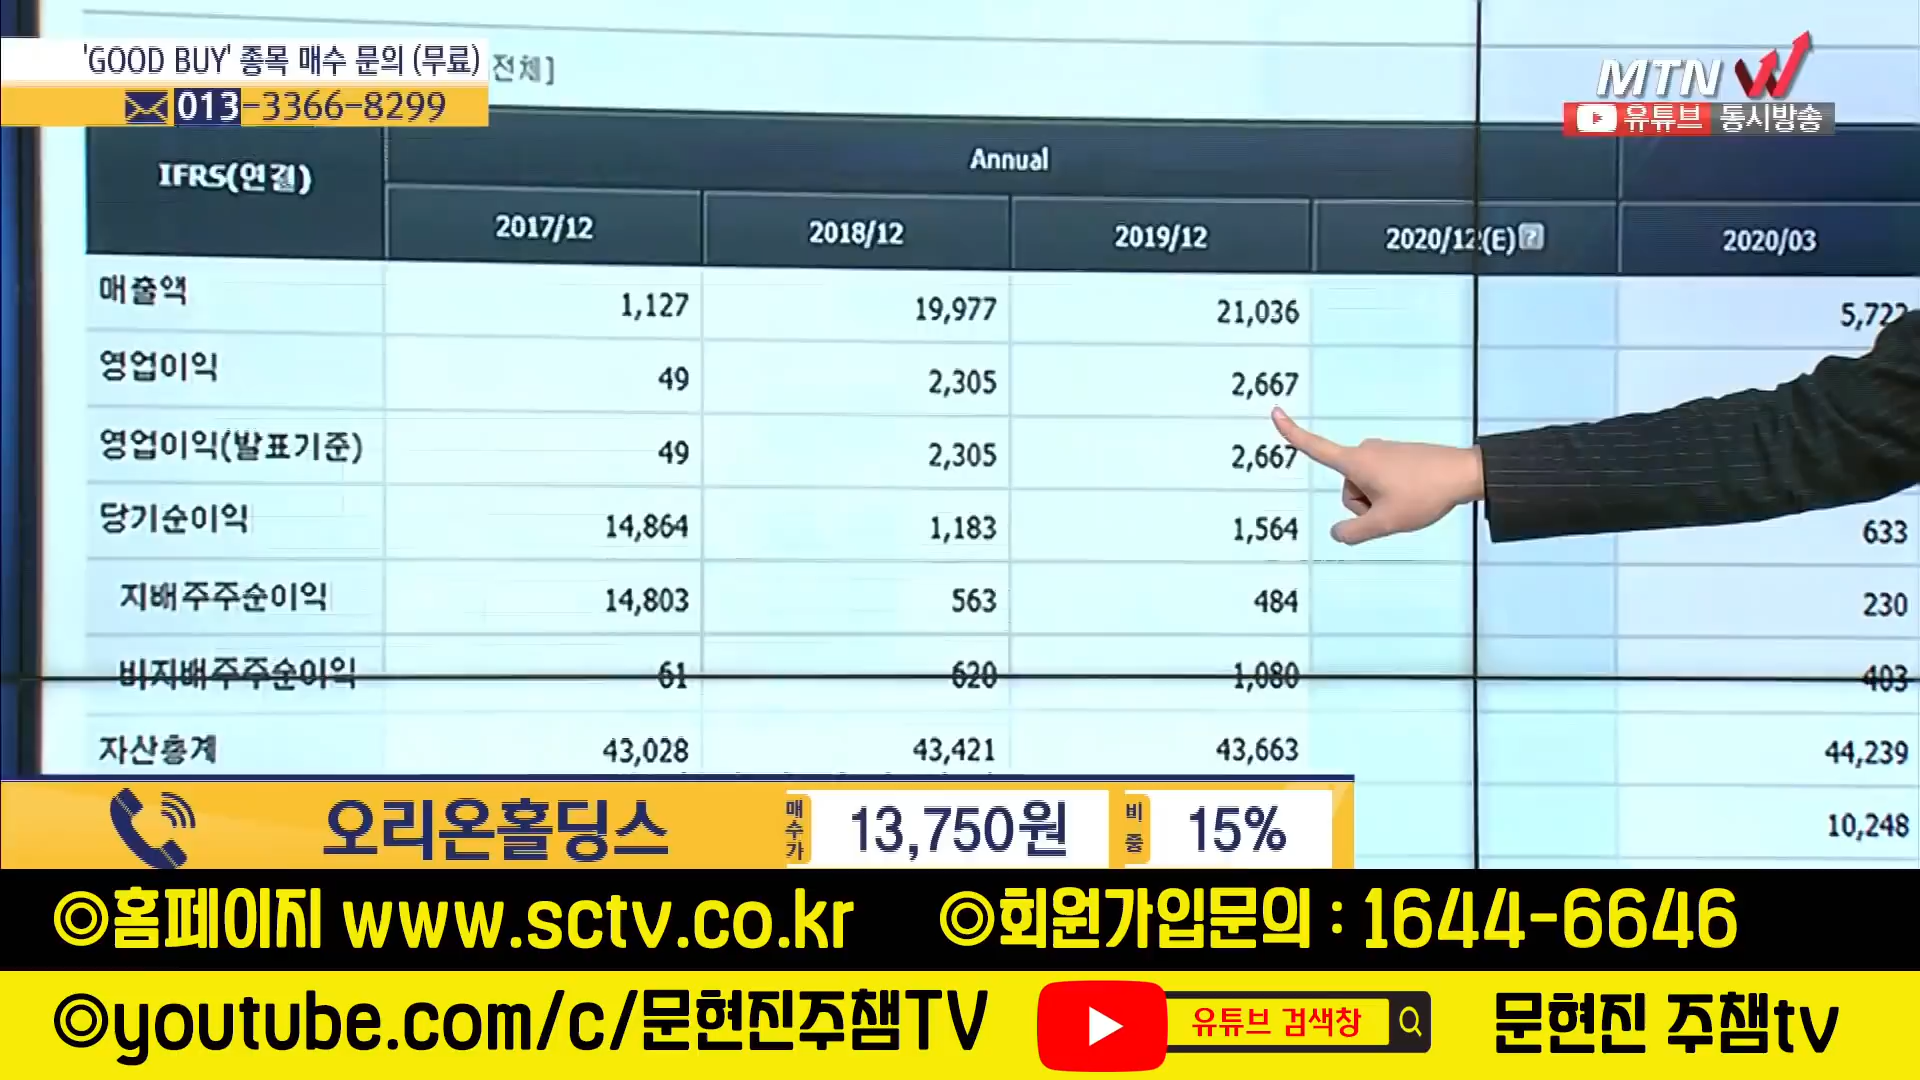 'GOOD BUY' 종목 매수 문의 (무료)
전체]
013-3366-8299
MTN W
유튜브 동시방송
IFRS(연결)
Annual
2017/12 2018/12 2019/12 2020/12(E) 2020/03
매출액 1,127 19,977 21,036 5,722
영업이익 49 2,305 2,667
영업이익(발표기준) 49 2,305 2,667
당기순이익 14,864 1,183 1,564 633
지배주주순이익 14,803 563 484 230
비지배주주순이익 61 620 1,080 403
자산총계 43,028 43,421 43,663 44,239
10,248
오리온홀딩스 매수가 13,750원 비중 15%
◎홈페이지 www.sctv.co.kr ◎회원가입문의 : 1644-6646
◎youtube.com/c/문현진주챔TV 유튜브 검색창 문현진 주챔tv